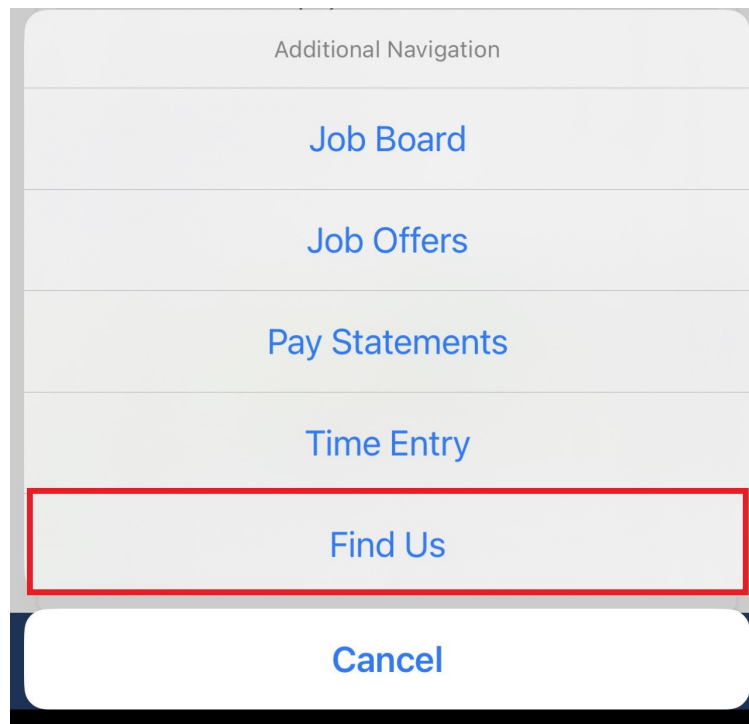 Additional Navigation
Job Board
Job Offers
Pay Statements
Time Entry
Find Us
Cancel